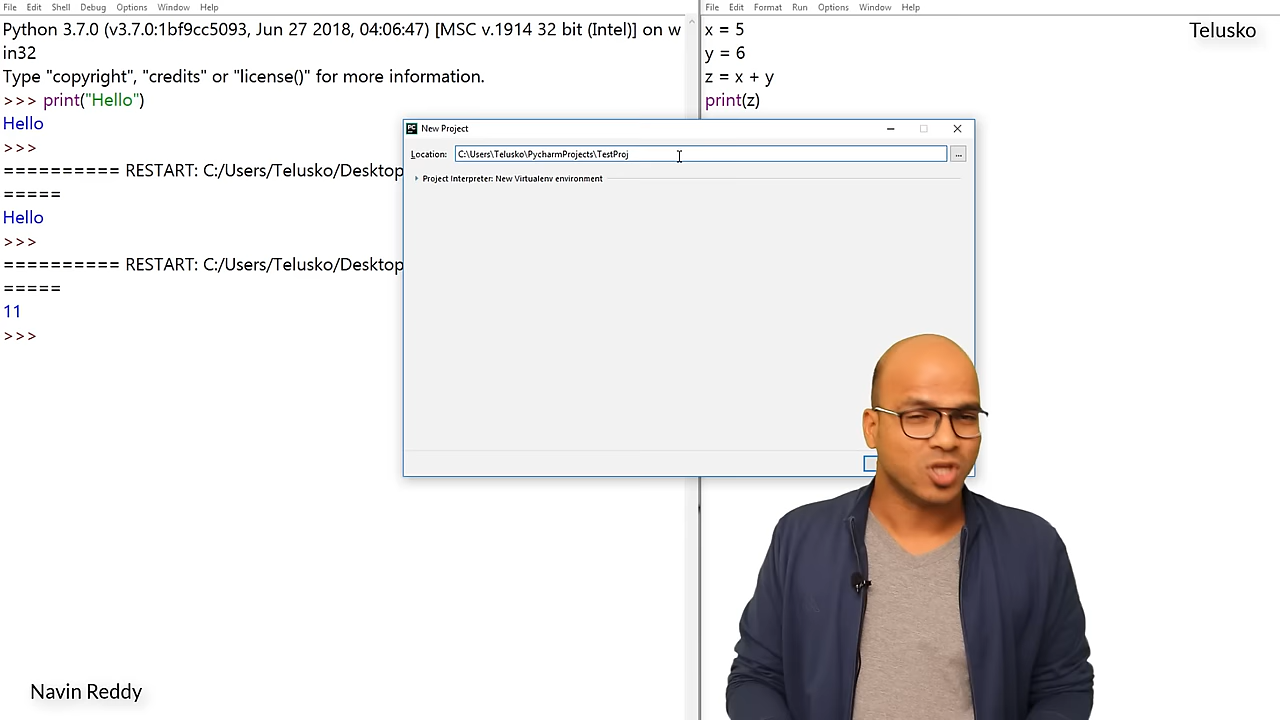 File Edit Shell Debug Options Window Help
Python 3.7.0 (v3.7.0:1bf9cc5093, Jun 27 2018, 04:06:47) [MSC v.1914 32 bit (Intel)] on w
in32
Type "copyright", "credits" or "license()" for more information.
>>> print("Hello")
Hello
>>>
========== RESTART: C:/Users/Telusko/Desktop
=====
Hello
>>>
========== RESTART: C:/Users/Telusko/Desktop
=====
11
>>>
File Edit Format Run Options Window Help
x = 5
y = 6
z = x + y
print(z)
Telusko
New Project
Location: C:\Users\Telusko\PycharmProjects\TestProj
...
Project Interpreter: New Virtualenv environment
Navin Reddy